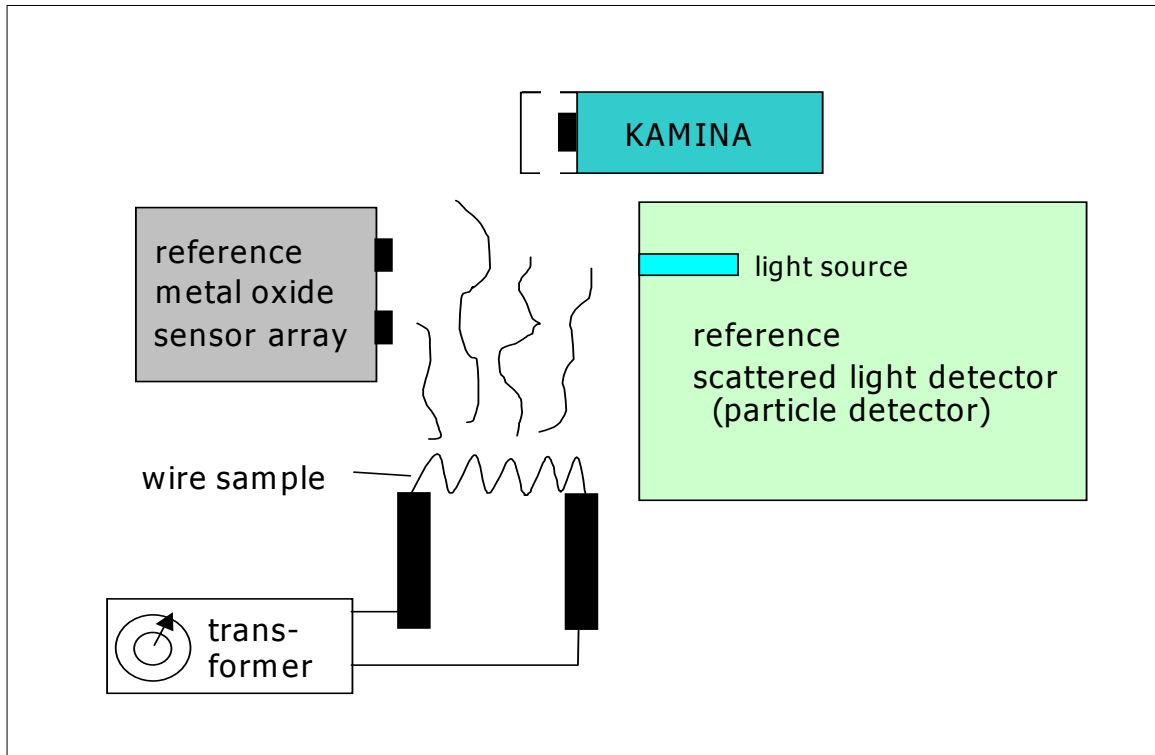 KAMINA
reference
metal oxide
sensor array
light source
reference
scattered light detector
(particle detector)
wire sample
trans-
former